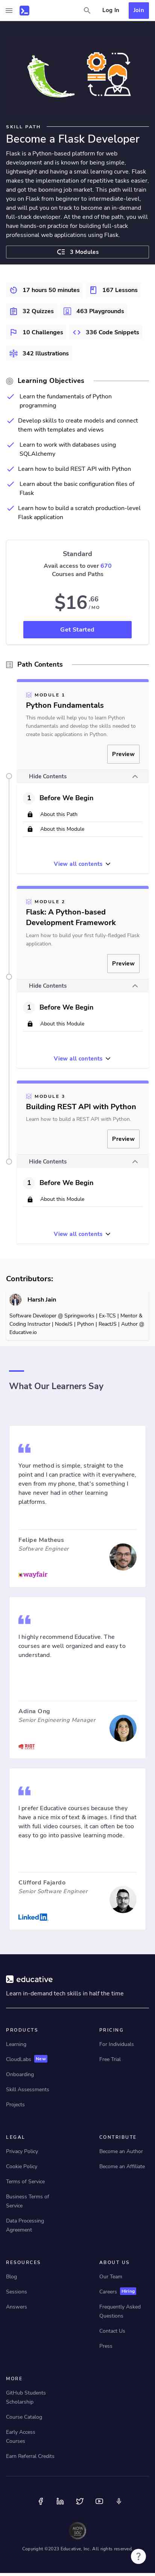 Log In
Join
SKILL PATH
Become a Flask Developer
Flask is a Python-based platform for web
development and is known for being simple,
lightweight and having a small learning curve. Flask
makes the implementation of repetitive tasks easier
and got the booming job market. This path will train
you on Flask from beginner to intermediate-level,
and will allow you to become an in-demand,
full-stack developer. At the end of the path, you will
have hands-on project experience for building full-stack
professional web applications using Flask.
3 Modules
17 hours 50 minutes
167 Lessons
32 Quizzes
463 Playgrounds
10 Challenges
336 Code Snippets
342 Illustrations
Learning Objectives
Learn the fundamentals of Python
programming
Develop skills to create models and connect
them to templates and views
Learn to work with databases using
SQLAlchemy
Learn how to build REST API with Python
Learn about the basic configuration files of
Flask
Learn how to build a scratch production-level
Flask application
Standard
Avail access to over 670
Courses and Paths
$16.66
/MO
Get Started
Path Contents
MODULE 1
Python Fundamentals
This module will help you to learn Python
fundamentals and develop the skills needed to
create basic applications in Python.
Preview
Hide Contents
1 Before We Begin
About this Path
About this Module
View all contents
MODULE 2
Flask: A Python-based
Development Framework
Learn how to build your first fully-fledged Flask
application.
Preview
Hide Contents
1 Before We Begin
About this Module
View all contents
MODULE 3
Building REST API with Python
Learn how to build a REST API with Python.
Preview
Hide Contents
1 Before We Begin
About this Module
View all contents
Contributors:
Harsh Jain
Software Developer @ Springworks | Ex-TCS | Mentor &
Coding Instructor | NodeJS | Python | ReactJS | Author @
Educative.io
What Our Learners Say
Your method is simple, straight to the
point and I can practice with it everywhere,
even from my phone, that's something I
have never had in other learning
platforms.
Felipe Matheus
Software Engineer
wayfair
I highly recommend Educative. The
courses are well organized and easy to
understand.
Adina Ong
Senior Engineering Manager
I prefer Educative courses because they
have a nice mix of text & images. I find that
with full video courses, it can often be too
easy to go into passive learning mode.
Clifford Fajardo
Senior Software Engineer
LinkedIn
educative
Learn in-demand tech skills in half the time
PRODUCTS
Learning
CloudLabs New
Onboarding
Skill Assessments
Projects
PRICING
For Individuals
Free Trial
LEGAL
Privacy Policy
Cookie Policy
Terms of Service
Business Terms of
Service
Data Processing
Agreement
CONTRIBUTE
Become an Author
Become an Affiliate
RESOURCES
Blog
Sessions
Answers
ABOUT US
Our Team
Careers Hiring
Frequently Asked
Questions
Contact Us
Press
MORE
GitHub Students
Scholarship
Course Catalog
Early Access
Courses
Earn Referral Credits
Copyright ©2023 Educative, Inc. All rights reserved.